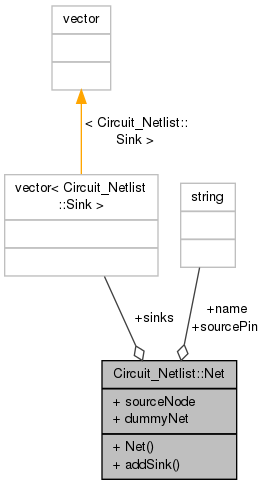 vector
< Circuit_Netlist::
Sink >
vector< Circuit_Netlist
::Sink >
string
+sinks
+name
+sourcePin
Circuit_Netlist::Net
+ sourceNode
+ dummyNet
+ Net()
+ addSink()